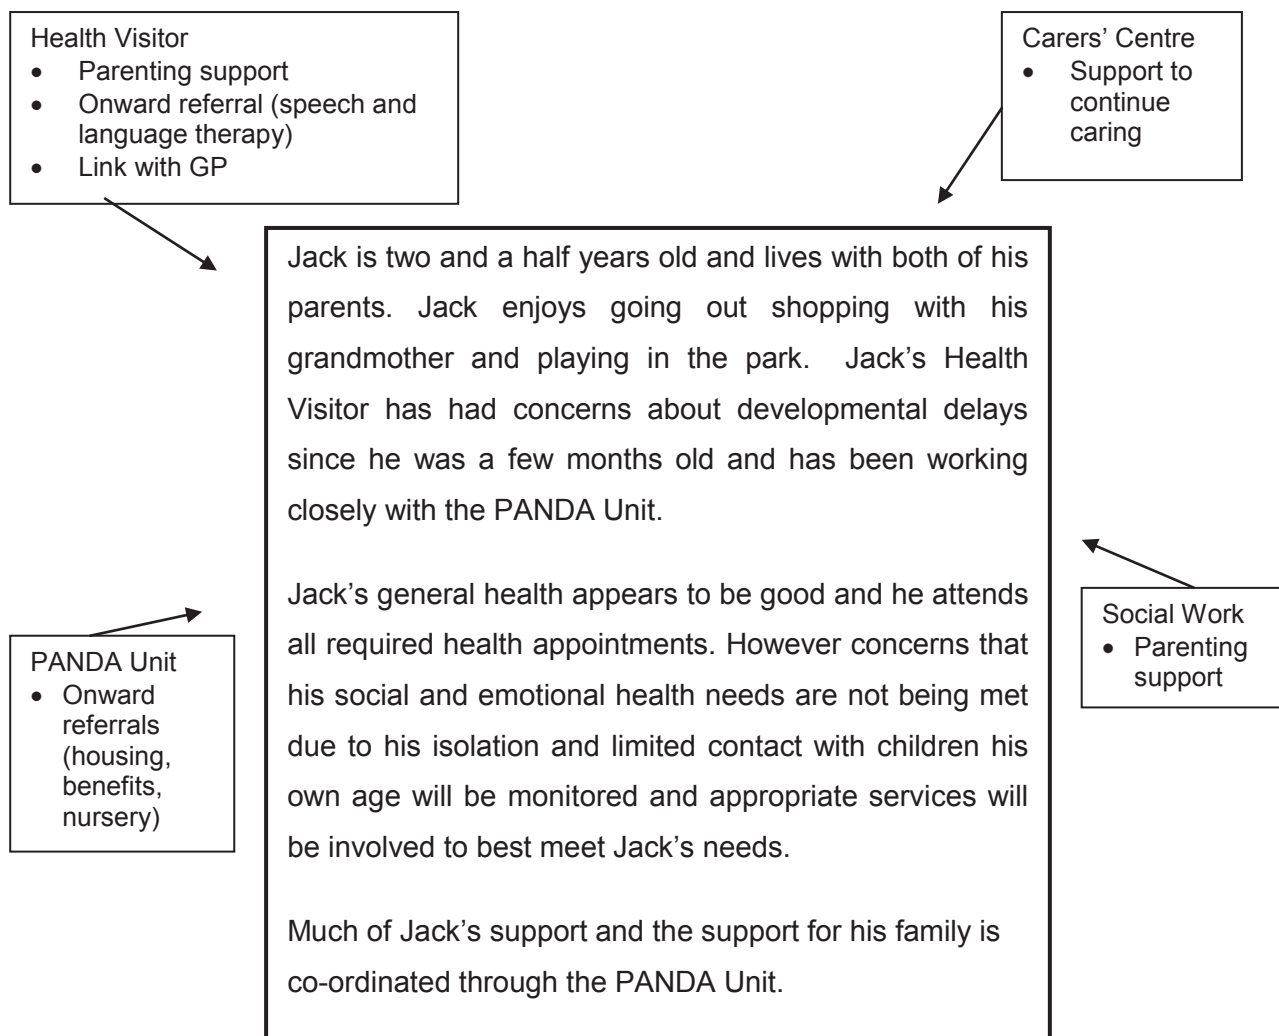 Health Visitor
• Parenting support
• Onward referral (speech and
language therapy)
• Link with GP
Carers’ Centre
• Support to
continue
caring
Jack is two and a half years old and lives with both of his
parents. Jack enjoys going out shopping with his
grandmother and playing in the park. Jack’s Health
Visitor has had concerns about developmental delays
since he was a few months old and has been working
closely with the PANDA Unit.
Jack’s general health appears to be good and he attends
all required health appointments. However concerns that
his social and emotional health needs are not being met
due to his isolation and limited contact with children his
own age will be monitored and appropriate services will
be involved to best meet Jack’s needs.
Much of Jack’s support and the support for his family is
co-ordinated through the PANDA Unit.
PANDA Unit
• Onward
referrals
(housing,
benefits,
nursery)
Social Work
• Parenting
support